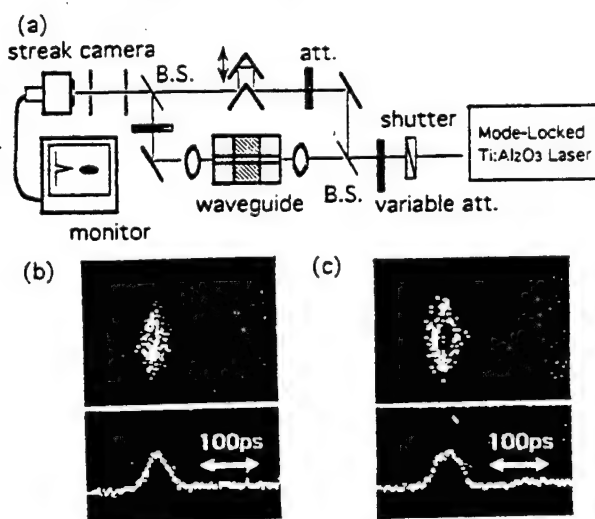 (a)
streak camera
B.S.
att.
shutter
Mode-Locked
Ti:Al2O3 Laser
waveguide
B.S.
variable att.
monitor
(b)
(c)
100ps
100ps